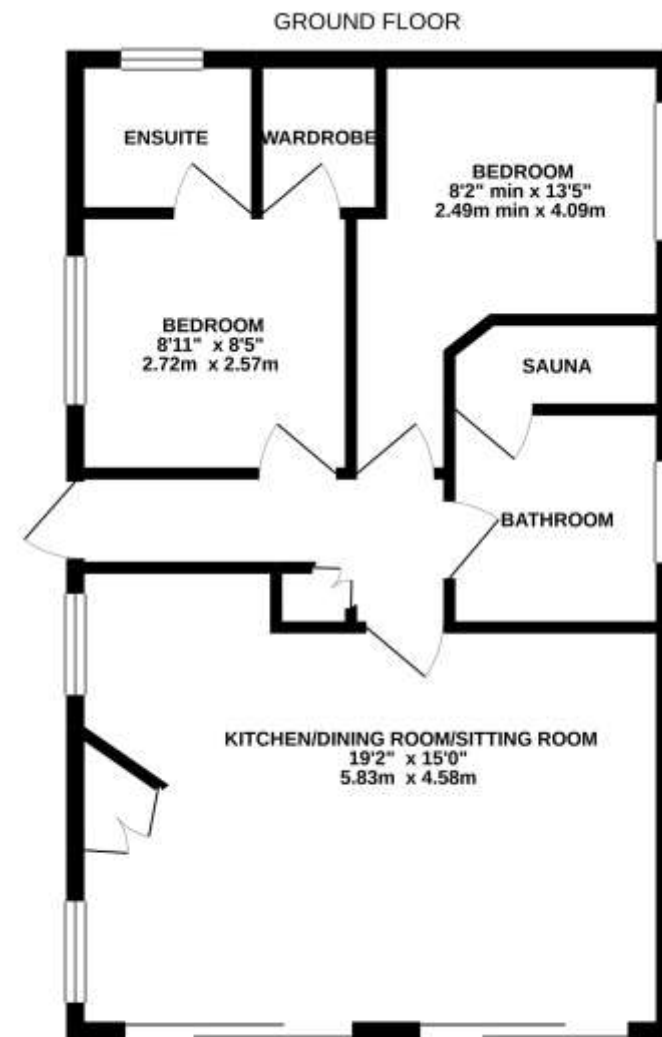 GROUND FLOOR
ENSUITE
WARDROBE
BEDROOM
8'2" min x 13'5"
2.49m min x 4.09m
BEDROOM
8'11" x 8'5"
2.72m x 2.57m
SAUNA
BATHROOM
KITCHEN/DINING ROOM/SITTING ROOM
19'2" x 15'0"
5.83m x 4.58m